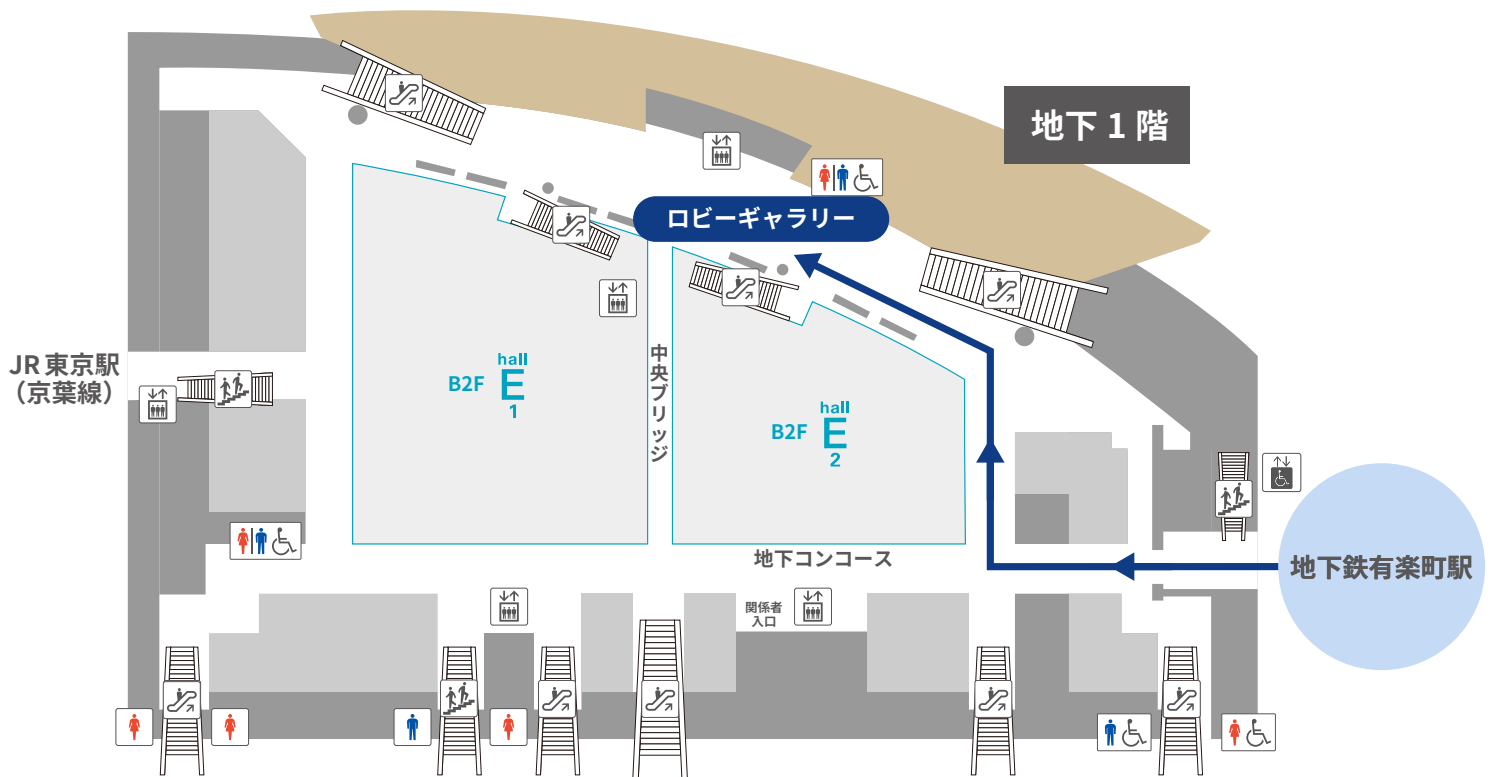 地下1階
ロビーギャラリー
JR東京駅
（京葉線）
hall
B2F E
1
中央ブリッジ
hall
B2F E
2
地下コンコース
地下鉄有楽町駅
関係者
入口